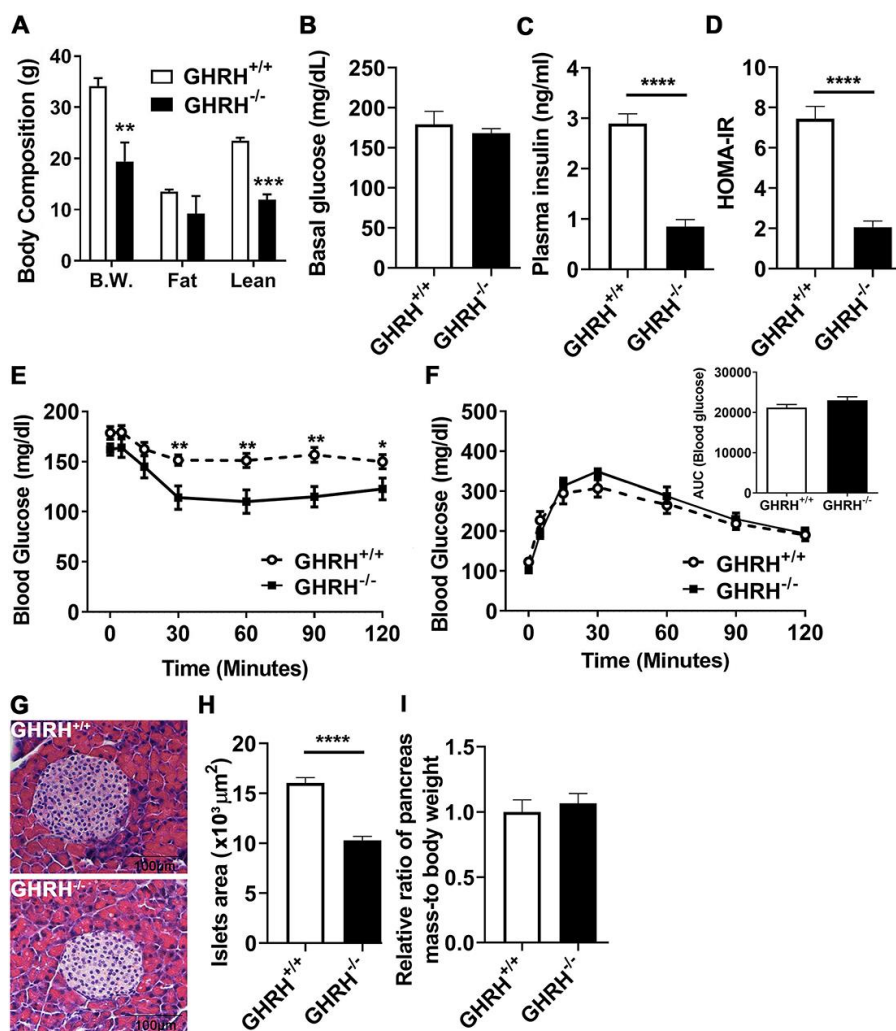 A
Body Composition (g)
40
30
20
10
0
GHRH+/+
GHRH-/-
**
***
B.W.
Fat
Lean
B
Basal glucose (mg/dL)
250
200
150
100
50
0
GHRH+/+
GHRH-/-
C
Plasma insulin (ng/ml)
4
3
2
1
0
****
GHRH+/+
GHRH-/-
D
HOMA-IR
10
8
6
4
2
0
****
GHRH+/+
GHRH-/-
E
Blood Glucose (mg/dl)
200
150
100
50
0
**
**
**
*
GHRH+/+
GHRH-/-
0
30
60
90
120
Time (Minutes)
F
Blood Glucose (mg/dl)
500
400
300
200
100
0
GHRH+/+
GHRH-/-
0
30
60
90
120
Time (Minutes)
AUC (Blood glucose)
30000
20000
10000
0
GHRH+/+
GHRH-/-
G
GHRH+/+
100µm
GHRH-/-
100µm
H
Islets area (x10³ µm²)
20
16
10
5
0
****
GHRH+/+
GHRH-/-
I
Relative ratio of pancreas
mass-to body weight
1.5
1.0
0.5
0.0
GHRH+/+
GHRH-/-